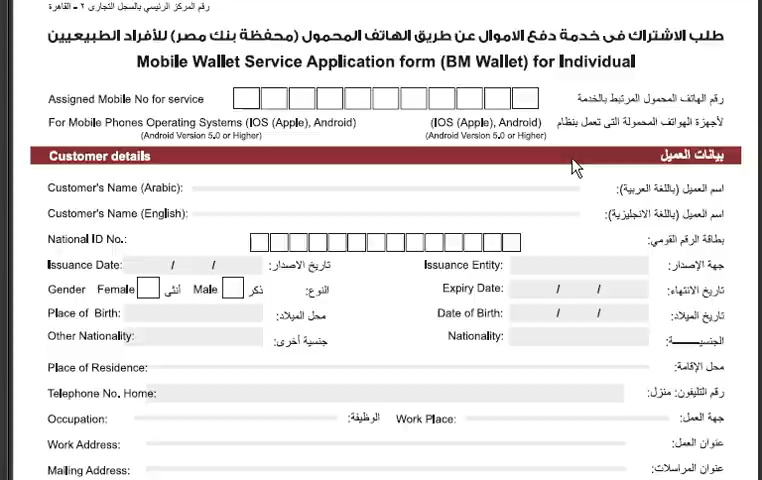 رقم المركز الرئيسي بالسجل التجارى ٢ - القاهرة
طلب الاشتراك فى خدمة دفع الاموال عن طريق الهاتف المحمول (محفظة بنك مصر) للأفراد الطبيعيين
Mobile Wallet Service Application form (BM Wallet) for Individual
Assigned Mobile No for service رقم الهاتف المحمول المرتبط بالخدمة
For Mobile Phones Operating Systems (IOS (Apple), Android) (IOS (Apple), Android) لأجهزة الهواتف المحمولة التى تعمل بنظام
(Android Version 5.0 or Higher) (Android Version 5.0 or Higher)
Customer details بيانات العميل
Customer's Name (Arabic): اسم العميل (باللغة العربية):
Customer's Name (English): اسم العميل (باللغة الانجليزية):
National ID No.: بطاقة الرقم القومي:
Issuance Date: / / تاريخ الاصدار: Issuance Entity: جهة الإصدار:
Gender Female أنثى Male ذكر النوع: Expiry Date: / / تاريخ الانتهاء:
Place of Birth: محل الميلاد: Date of Birth: / / تاريخ الميلاد:
Other Nationality: جنسية أخرى: Nationality: الجنسيـــــة:
Place of Residence: محل الإقامة:
Telephone No. Home: رقم التليفون: منزل:
Occupation: الوظيفة: Work Place: جهة العمل:
Work Address: عنوان العمل:
Mailing Address: عنوان المراسلات: